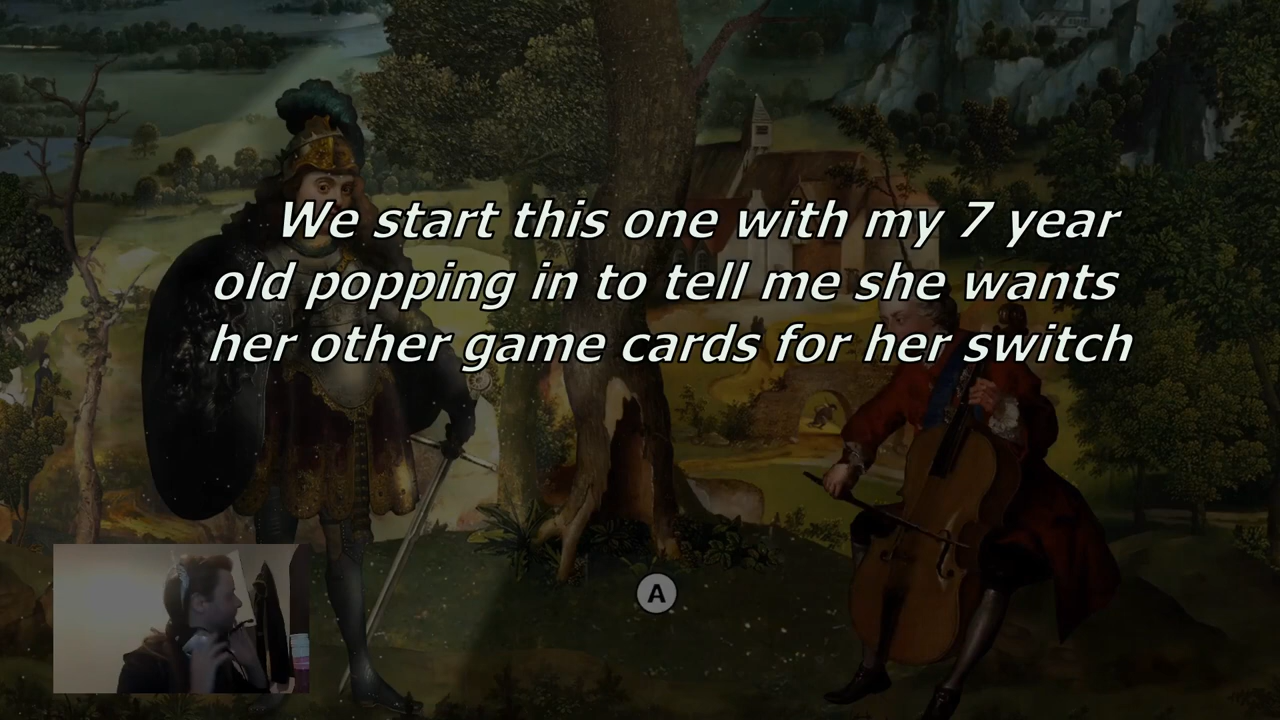 We start this one with my 7 year
old popping in to tell me she wants
her other game cards for her switch
A